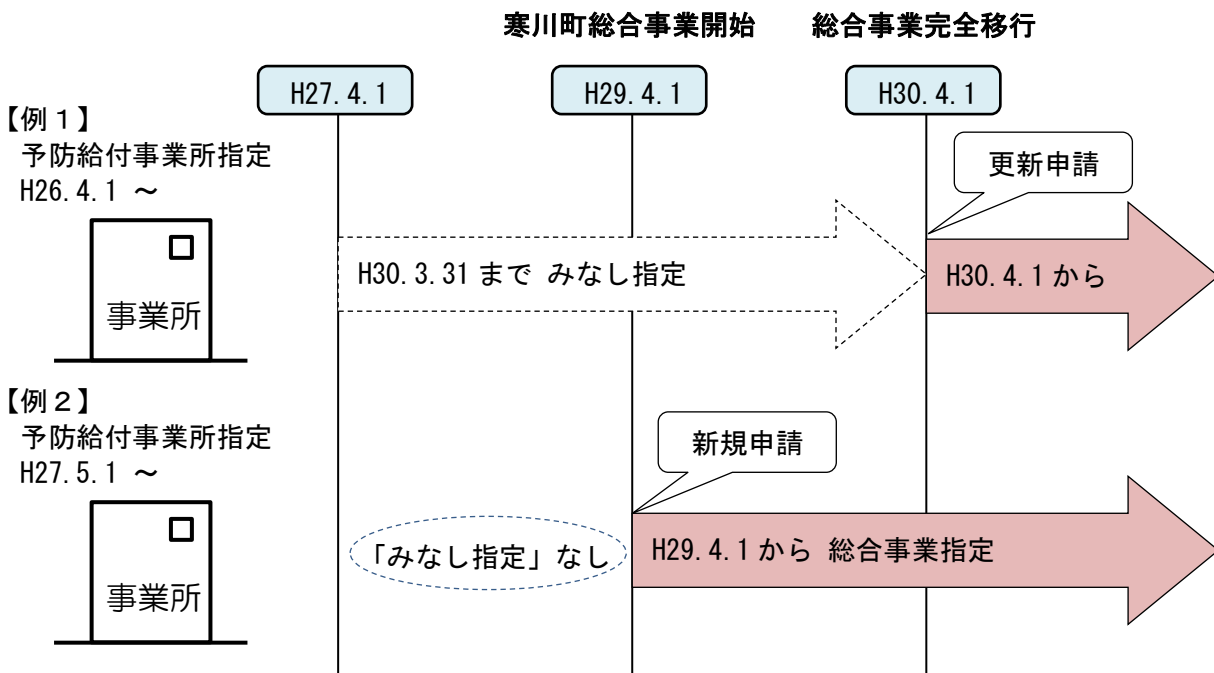 寒川町総合事業開始
総合事業完全移行
H27.4.1
H29.4.1
H30.4.1
【例１】
予防給付事業所指定
H26.4.1 ～
更新申請
事業所
H30.3.31 まで みなし指定
H30.4.1 から
【例２】
予防給付事業所指定
H27.5.1 ～
新規申請
事業所
「みなし指定」なし
H29.4.1 から 総合事業指定